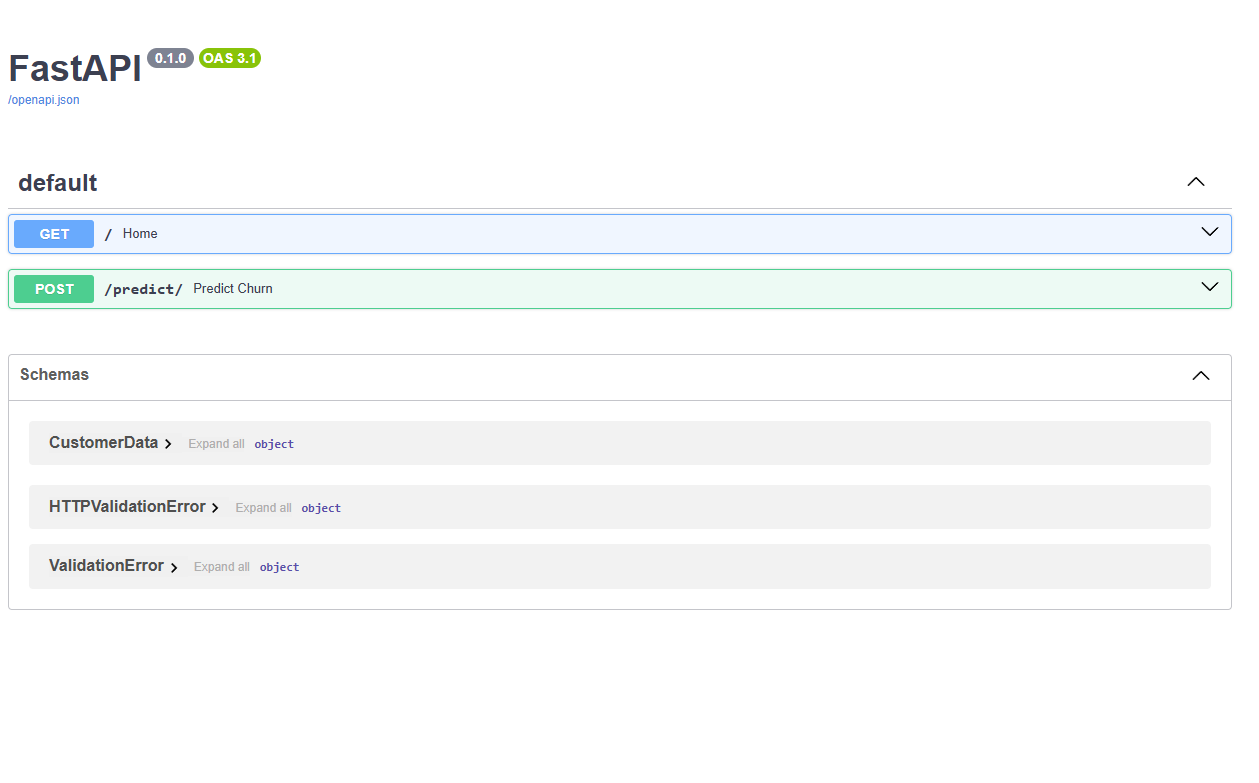 FastAPI 0.1.0 OAS 3.1
/openapi.json
default
GET / Home
POST /predict/ Predict Churn
Schemas
CustomerData Expand all object
HTTPValidationError Expand all object
ValidationError Expand all object